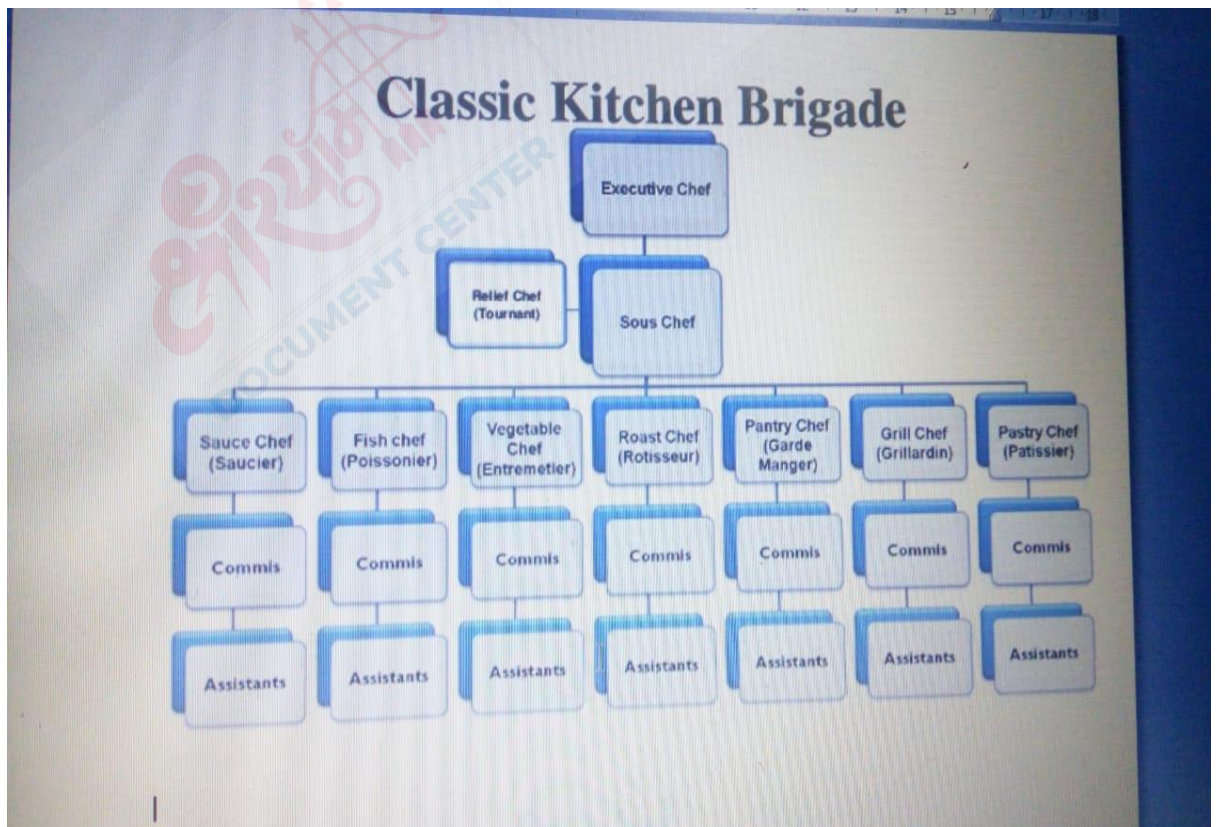 Classic Kitchen Brigade
Executive Chef
Relief Chef
(Tournant)
Sous Chef
Sauce Chef
(Saucier)
Fish chef
(Poissonier)
Vegetable
Chef
(Entremetier)
Roast Chef
(Rotisseur)
Pantry Chef
(Garde
Manger)
Grill Chef
(Grillardin)
Pastry Chef
(Patissier)
Commis
Commis
Commis
Commis
Commis
Commis
Commis
Assistants
Assistants
Assistants
Assistants
Assistants
Assistants
Assistants
DOCUMENT CENTER